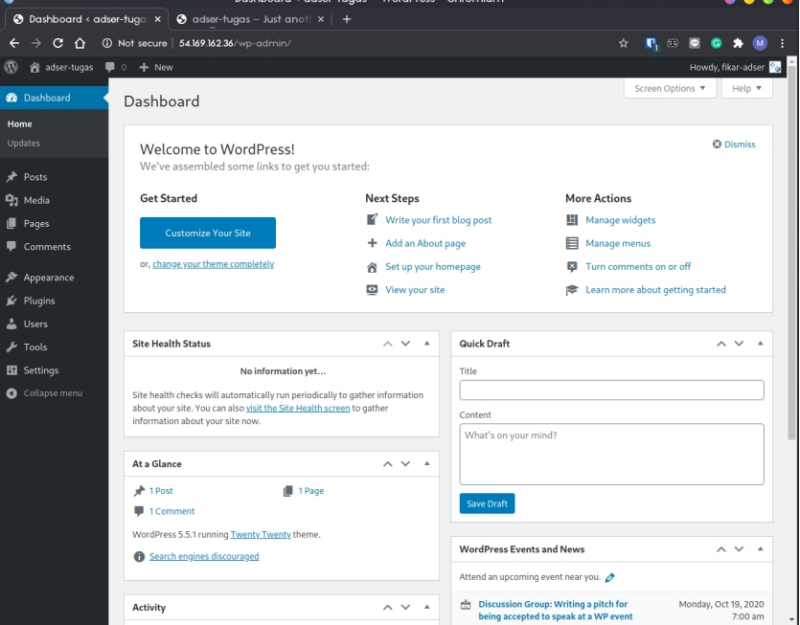 Dashboard < adser-tugas — WordPress - Chromium
Dashboard < adser-tuga
adser-tugas – Just anot
Not secure
54.169.162.36/wp-admin/
M
adser-tugas
0
New
Howdy, fikar-adser
Dashboard
Home
Updates
Posts
Media
Pages
Comments
Appearance
Plugins
Users
Tools
Settings
Collapse menu
Screen Options
Help
Dashboard
Welcome to WordPress!
Dismiss
We've assembled some links to get you started:
Get Started
Customize Your Site
or, change your theme completely
Next Steps
Write your first blog post
Add an About page
Set up your homepage
View your site
More Actions
Manage widgets
Manage menus
Turn comments on or off
Learn more about getting started
Site Health Status
No information yet…
Site health checks will automatically run periodically to gather information
about your site. You can also visit the Site Health screen to gather
information about your site now.
At a Glance
1 Post
1 Page
1 Comment
WordPress 5.5.1 running Twenty Twenty theme.
Search engines discouraged
Activity
Quick Draft
Title
Content
What's on your mind?
Save Draft
WordPress Events and News
Attend an upcoming event near you.
Discussion Group: Writing a pitch for
being accepted to speak at a WP event
Monday, Oct 19, 2020
7:00 am